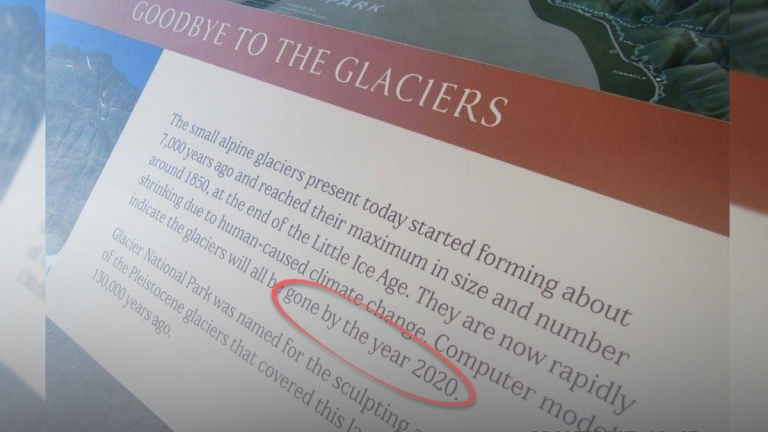 PARK
PINNACLE
GOODBYE TO THE GLACIERS
The small alpine glaciers present today started forming about
7,000 years ago and reached their maximum in size and number
around 1850, at the end of the Little Ice Age. They are now rapidly
shrinking due to human-caused climate change. Computer models
indicate the glaciers will all be gone by the year 2020.
Glacier National Park was named for the sculpting
of the Pleistocene glaciers that covered this
130,000 years ago.